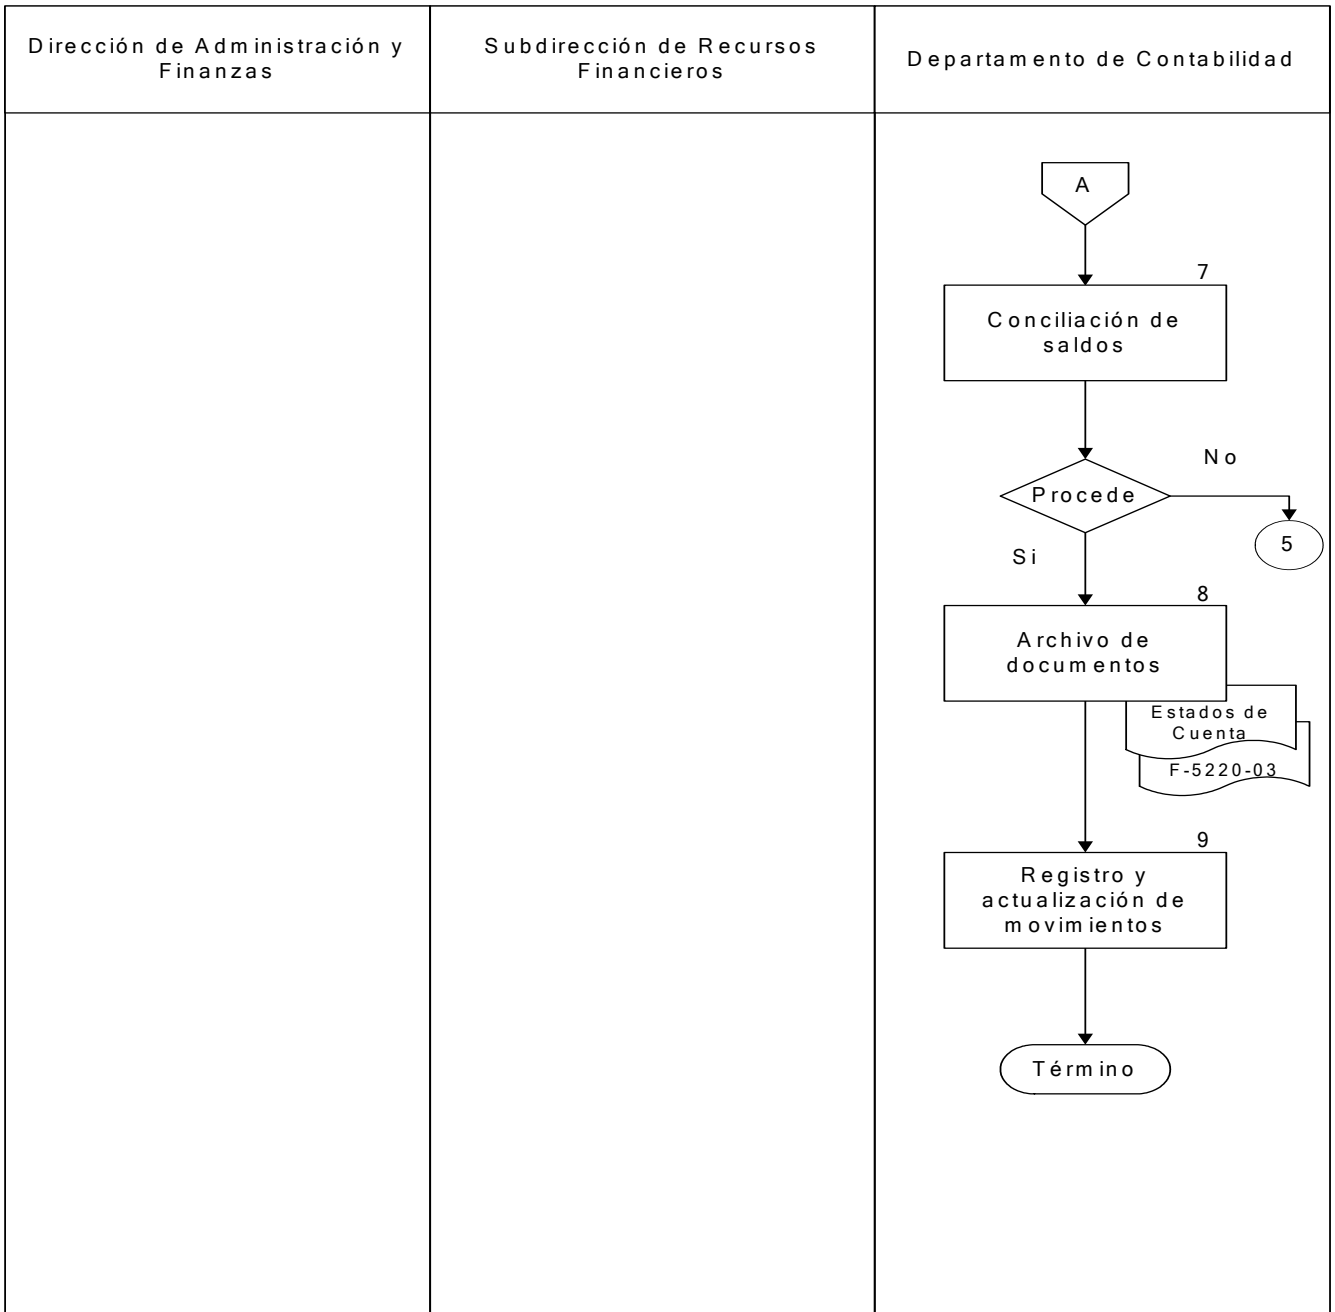 Dirección de Administración y
Finanzas
Subdirección de Recursos
Financieros
Departamento de Contabilidad
A
7
Conciliación de
saldos
No
Procede
5
Si
8
Archivo de
documentos
Estados de
Cuenta
F-5220-03
9
Registro y
actualización de
movimientos
Término